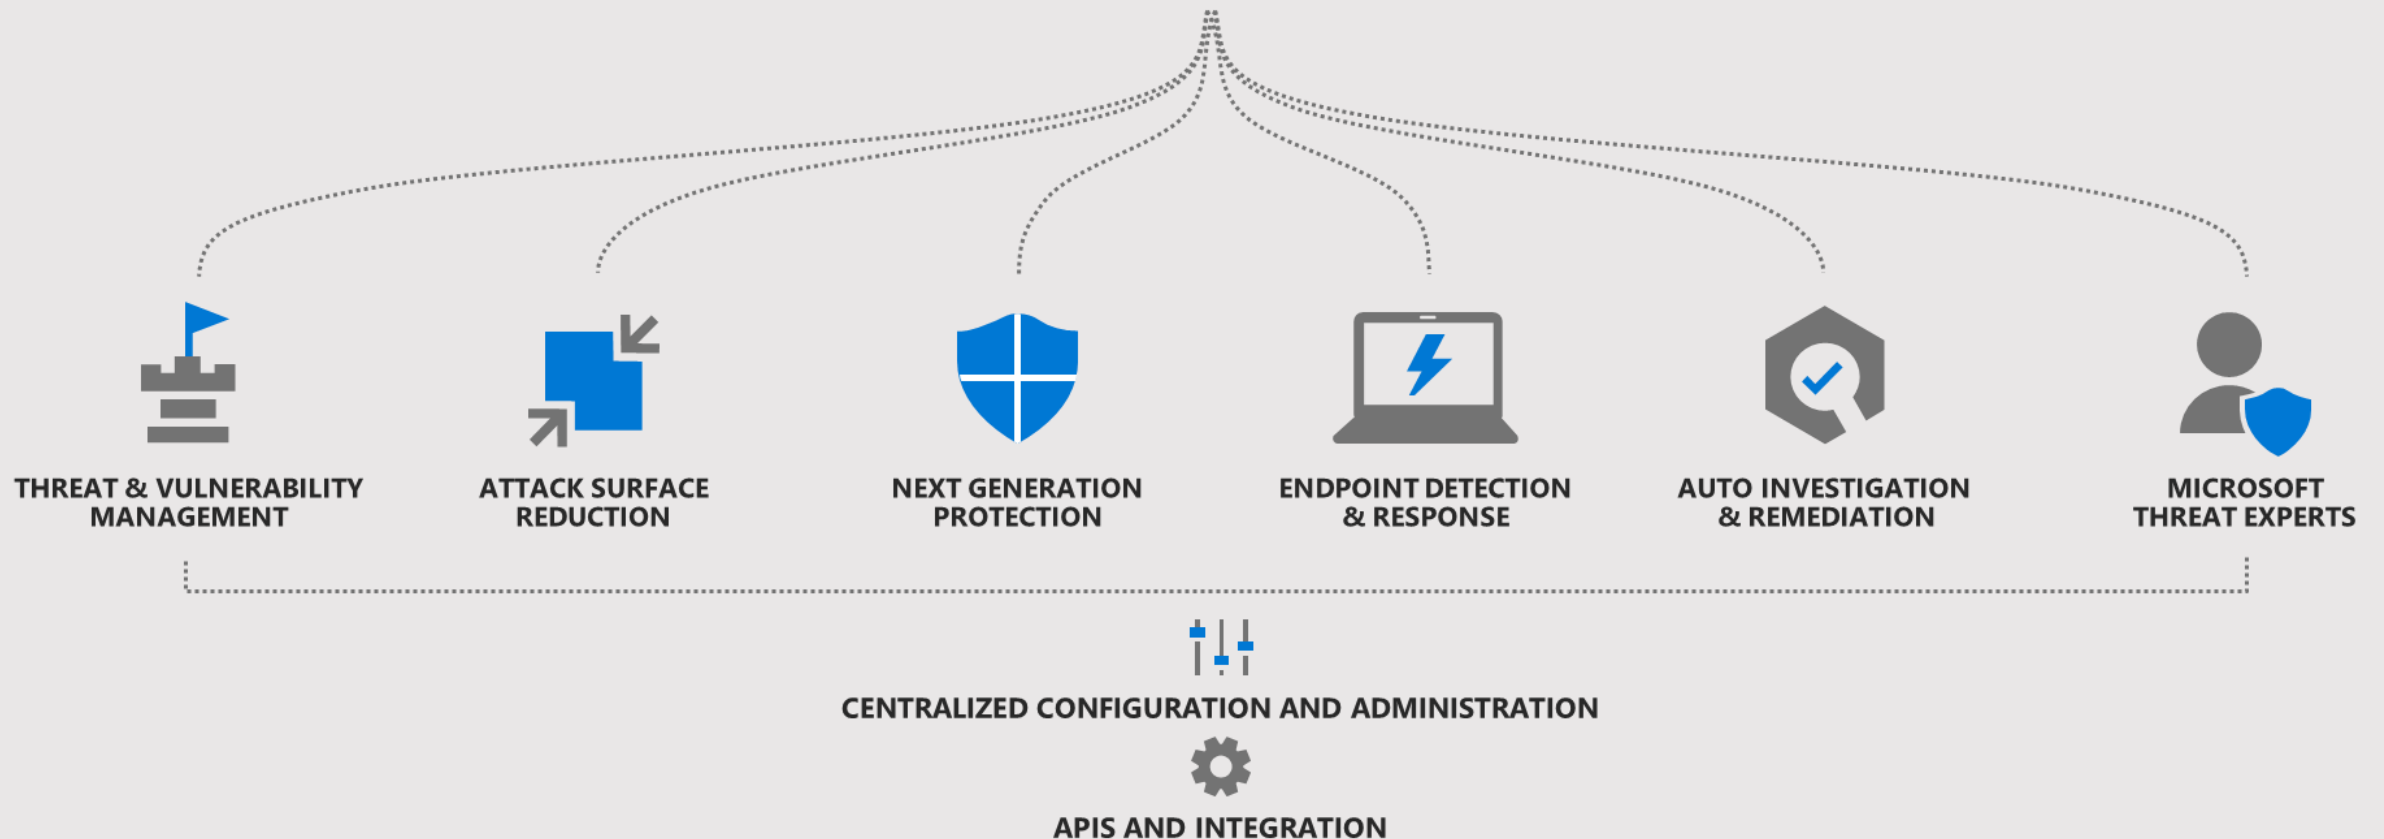 THREAT & VULNERABILITY
MANAGEMENT
ATTACK SURFACE
REDUCTION
NEXT GENERATION
PROTECTION
ENDPOINT DETECTION
& RESPONSE
AUTO INVESTIGATION
& REMEDIATION
MICROSOFT
THREAT EXPERTS
CENTRALIZED CONFIGURATION AND ADMINISTRATION
APIS AND INTEGRATION